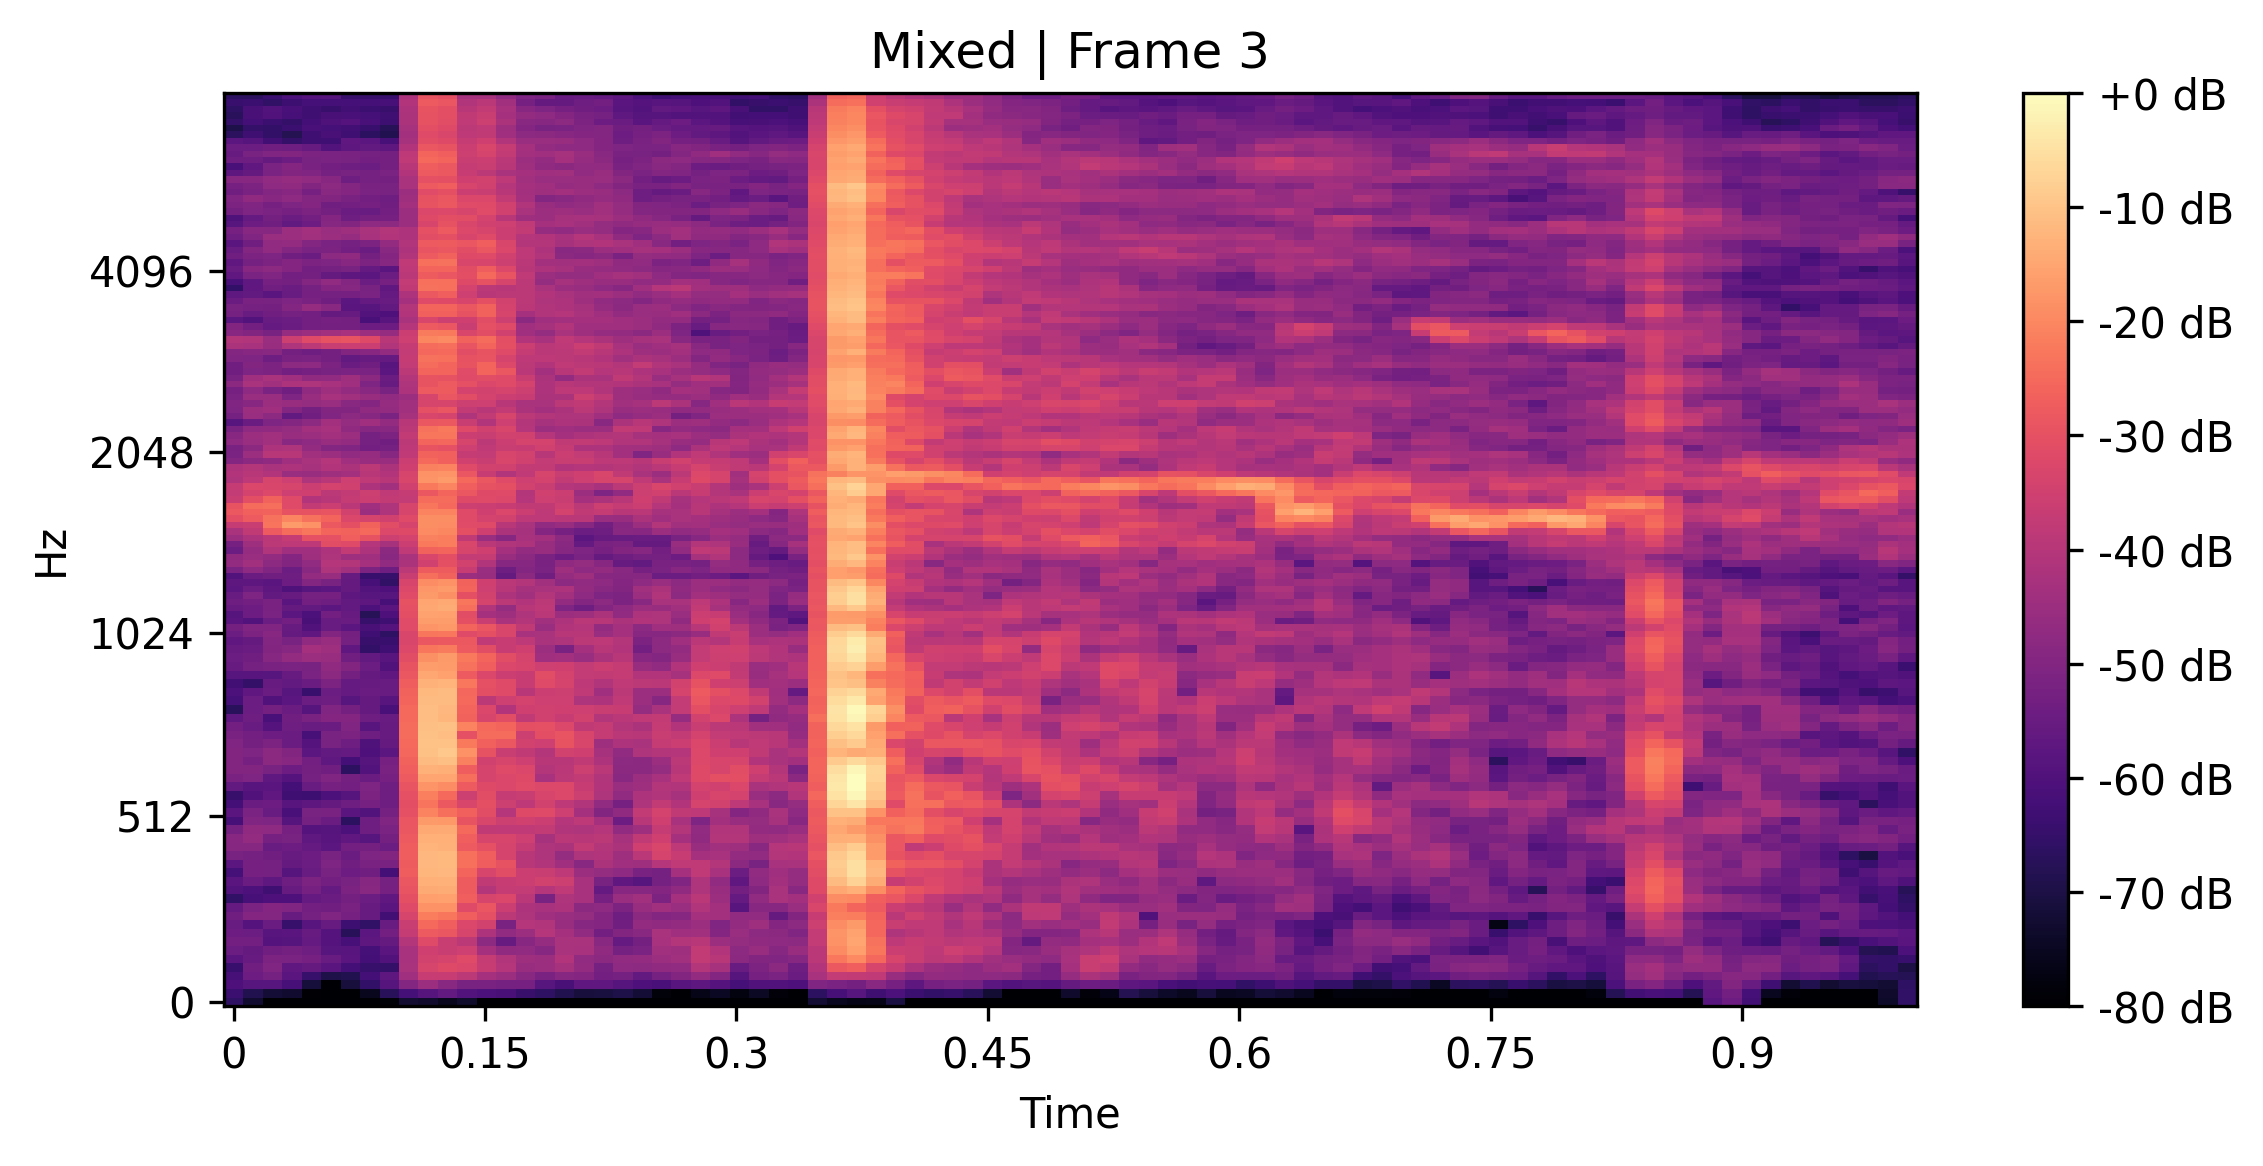 Mixed | Frame 3
+0 dB
-10 dB
-20 dB
-30 dB
-40 dB
-50 dB
-60 dB
-70 dB
-80 dB
Hz
4096
2048
1024
512
0
0 0.15 0.3 0.45 0.6 0.75 0.9
Time